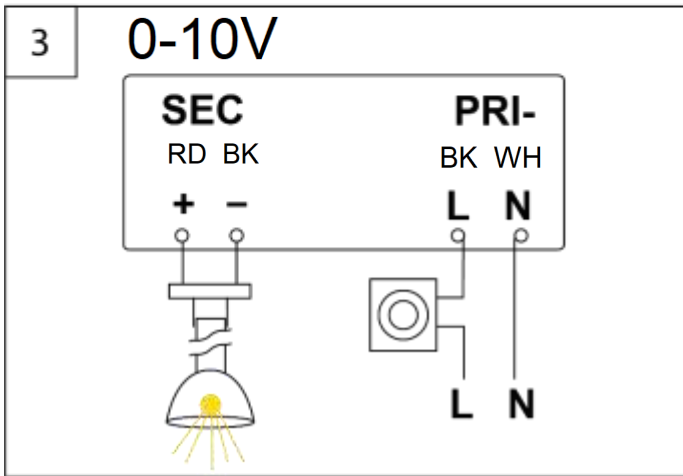 3 0-10V
SEC PRI-
RD BK BK WH
+ − L N
L N